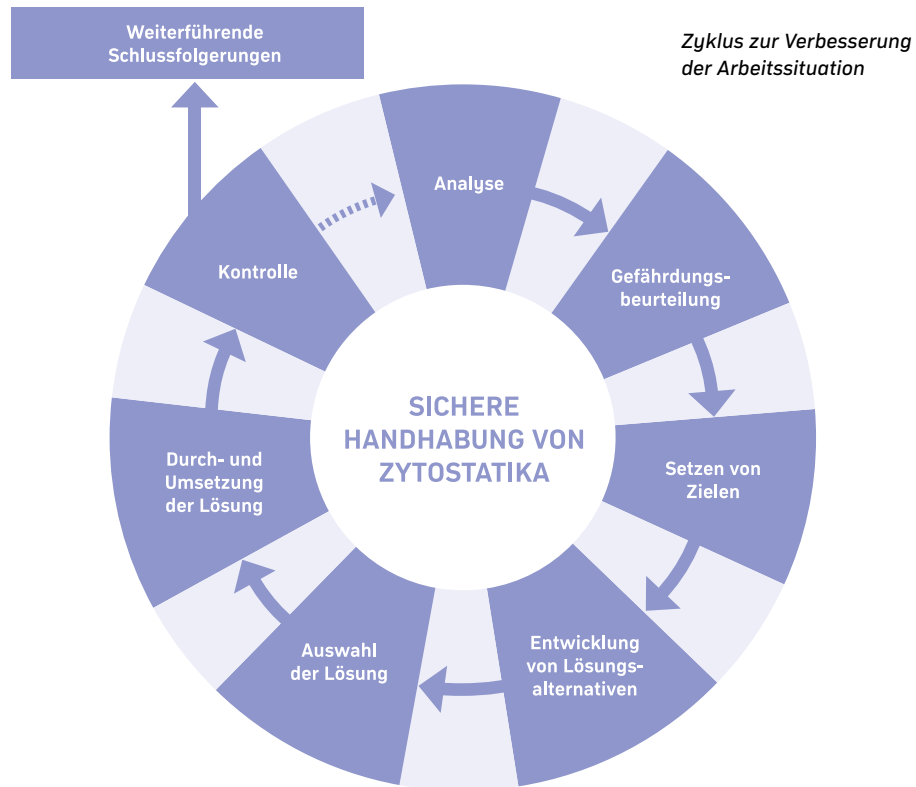 Weiterführende
Schlussfolgerungen
Zyklus zur Verbesserung
der Arbeitssituation
Analyse
Gefährdungs-
beurteilung
Setzen von
Zielen
Entwicklung
von Lösungs-
alternativen
Auswahl
der Lösung
Durch- und
Umsetzung
der Lösung
Kontrolle
SICHERE
HANDHABUNG VON
ZYTOSTATIKA